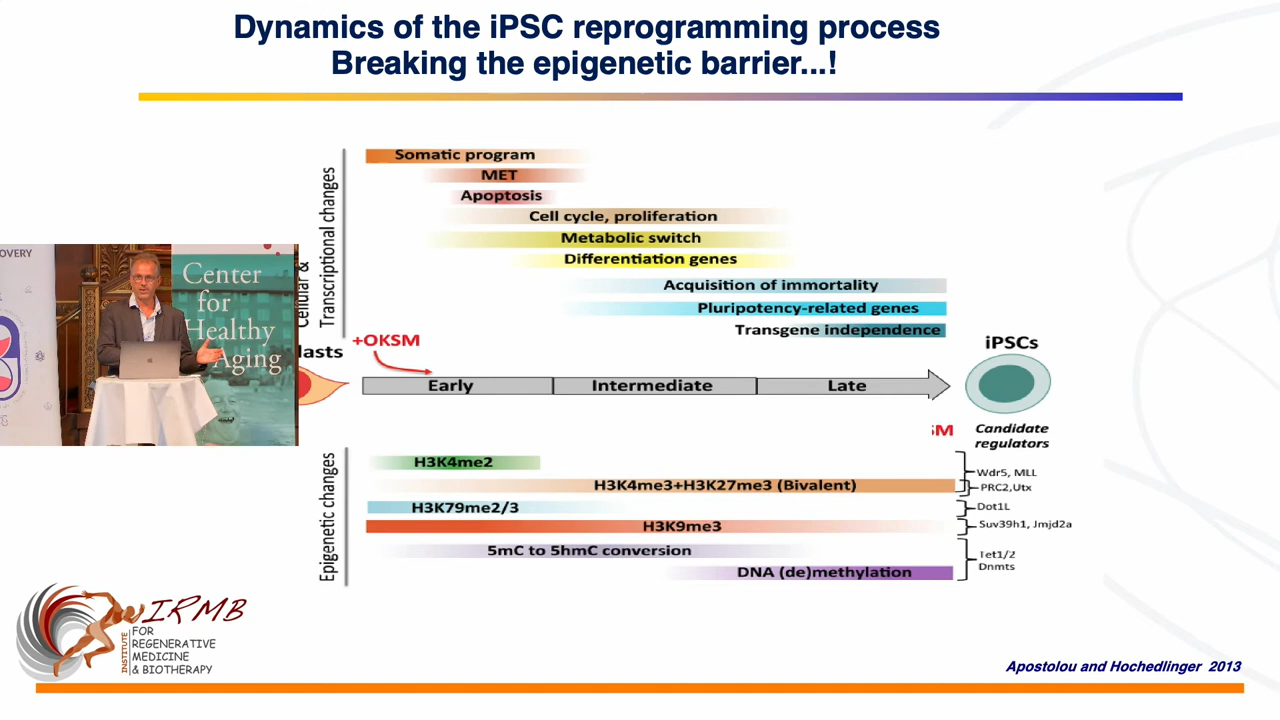 Dynamics of the iPSC reprogramming process
Breaking the epigenetic barrier...!
Cellular &
Transcriptional changes
Somatic program
MET
Apoptosis
Cell cycle, proliferation
Metabolic switch
Differentiation genes
Acquisition of immortality
Pluripotency-related genes
Transgene independence
OVERY
Center
for
Healthy
Aging
lasts
+OKSM
Early
Intermediate
Late
iPSCs
SM
Candidate
regulators
Epigenetic changes
H3K4me2
H3K4me3+H3K27me3 (Bivalent)
H3K79me2/3
H3K9me3
5mC to 5hmC conversion
DNA (de)methylation
Wdr5, MLL
PRC2,Utx
Dot1L
Suv39h1, Jmjd2a
Tet1/2
Dnmts
IRMB
INSTITUTE
FOR
REGENERATIVE
MEDICINE
& BIOTHERAPY
Apostolou and Hochedlinger 2013